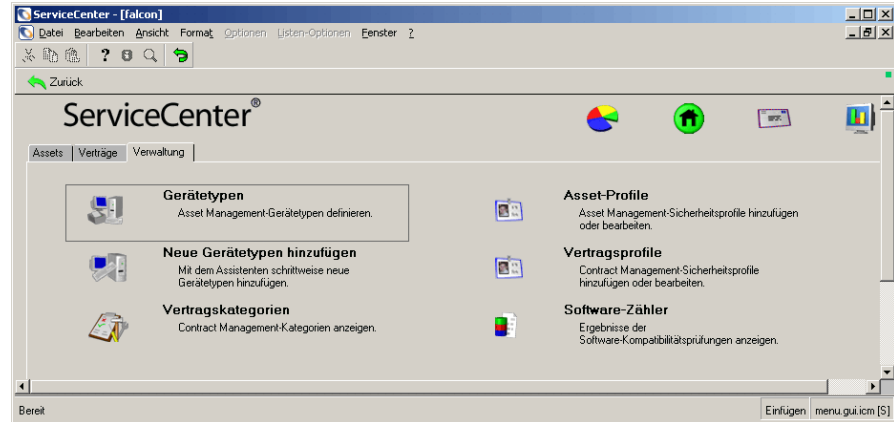 ServiceCenter - [falcon]
Datei Bearbeiten Ansicht Format Optionen Listen-Optionen Fenster ?
Zurück
ServiceCenter®
Assets Verträge Verwaltung
Gerätetypen
Asset Management-Gerätetypen definieren.
Neue Gerätetypen hinzufügen
Mit dem Assistenten schrittweise neue
Gerätetypen hinzufügen.
Vertragskategorien
Contract Management-Kategorien anzeigen.
Asset-Profile
Asset Management-Sicherheitsprofile hinzufügen
oder bearbeiten.
Vertragsprofile
Contract Management-Sicherheitsprofile
hinzufügen oder bearbeiten.
Software-Zähler
Ergebnisse der
Software-Kompatibilitätsprüfungen anzeigen.
Bereit
Einfügen menu.gui.icm [S]